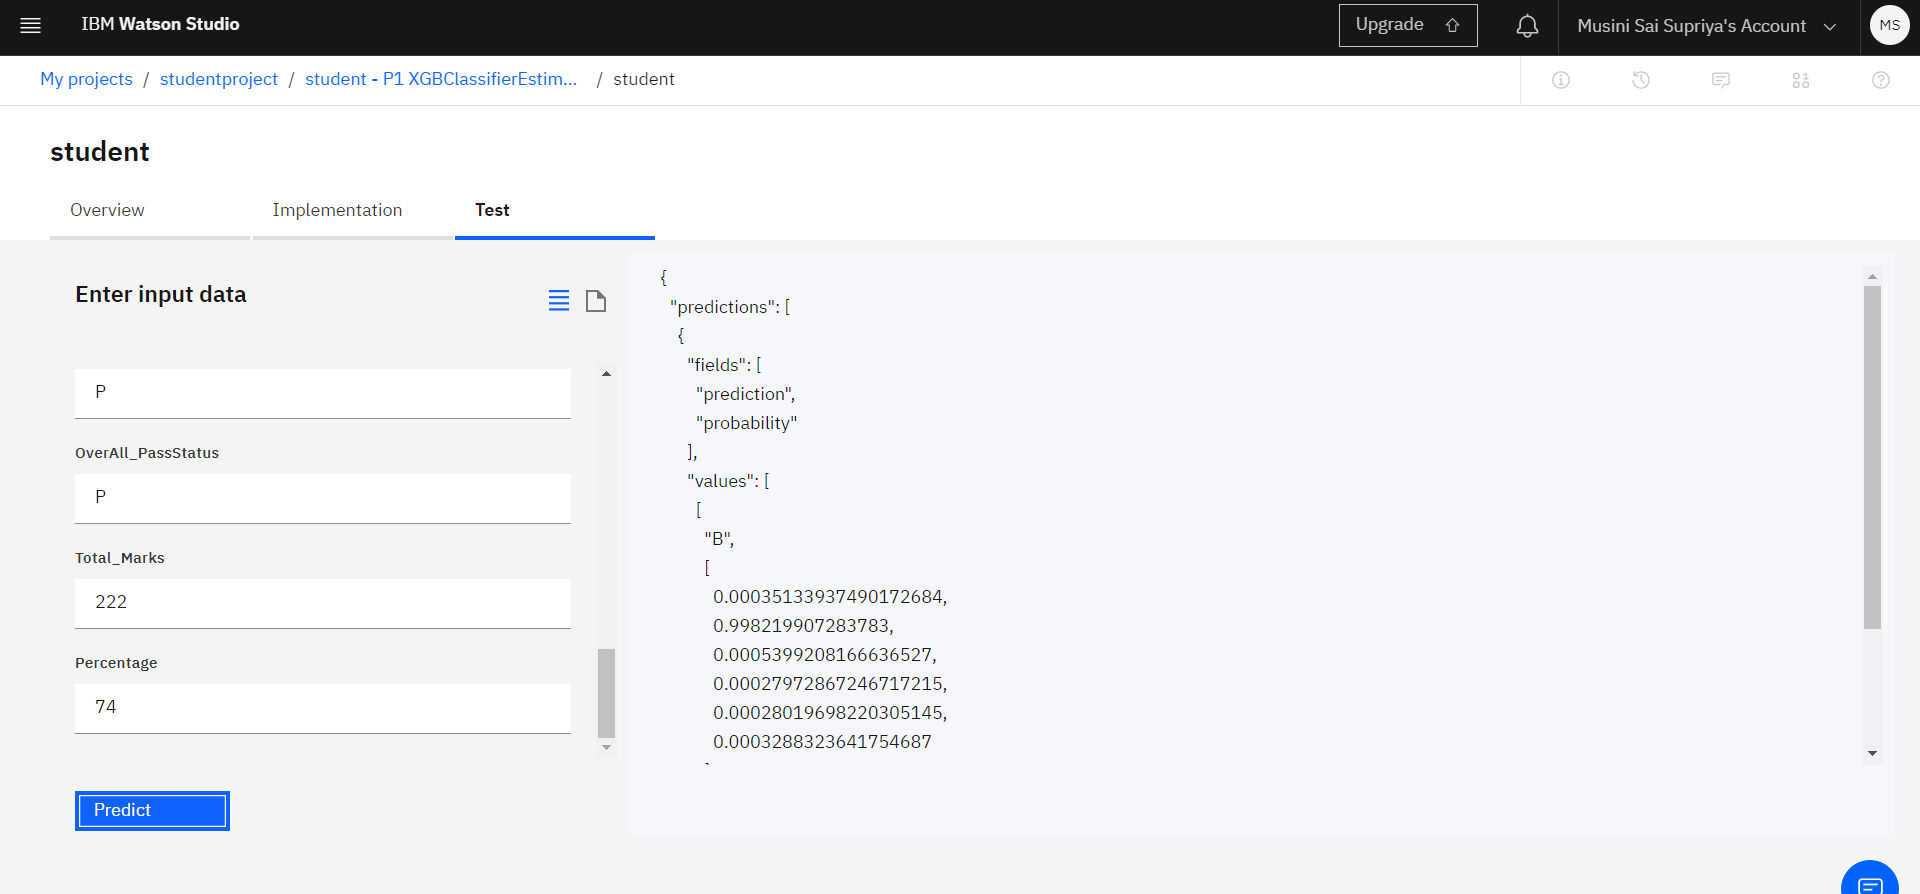 IBM Watson Studio
Upgrade
Musini Sai Supriya's Account
MS
My projects / studentproject / student - P1 XGBClassifierEstim... / student
student
Overview
Implementation
Test
Enter input data
P
OverAll_PassStatus
P
Total_Marks
222
Percentage
74
Predict
{
"predictions": [
{
"fields": [
"prediction",
"probability"
],
"values": [
[
"B",
[
0.00035133937490172684,
0.998219907283783,
0.0005399208166636527,
0.00027972867246717215,
0.00028019698220305145,
0.0003288323641754687